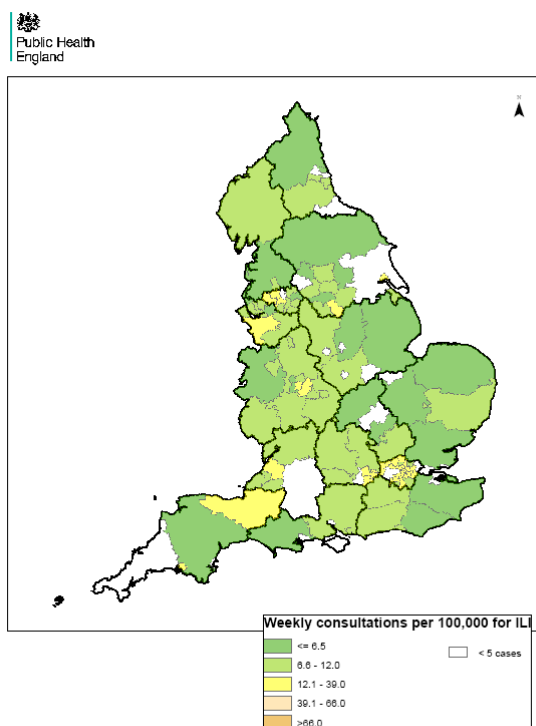 Public Health
England
N
Weekly consultations per 100,000 for ILI
<= 6.5
6.6 - 12.0
12.1 - 39.0
39.1 - 66.0
>66.0
< 5 cases